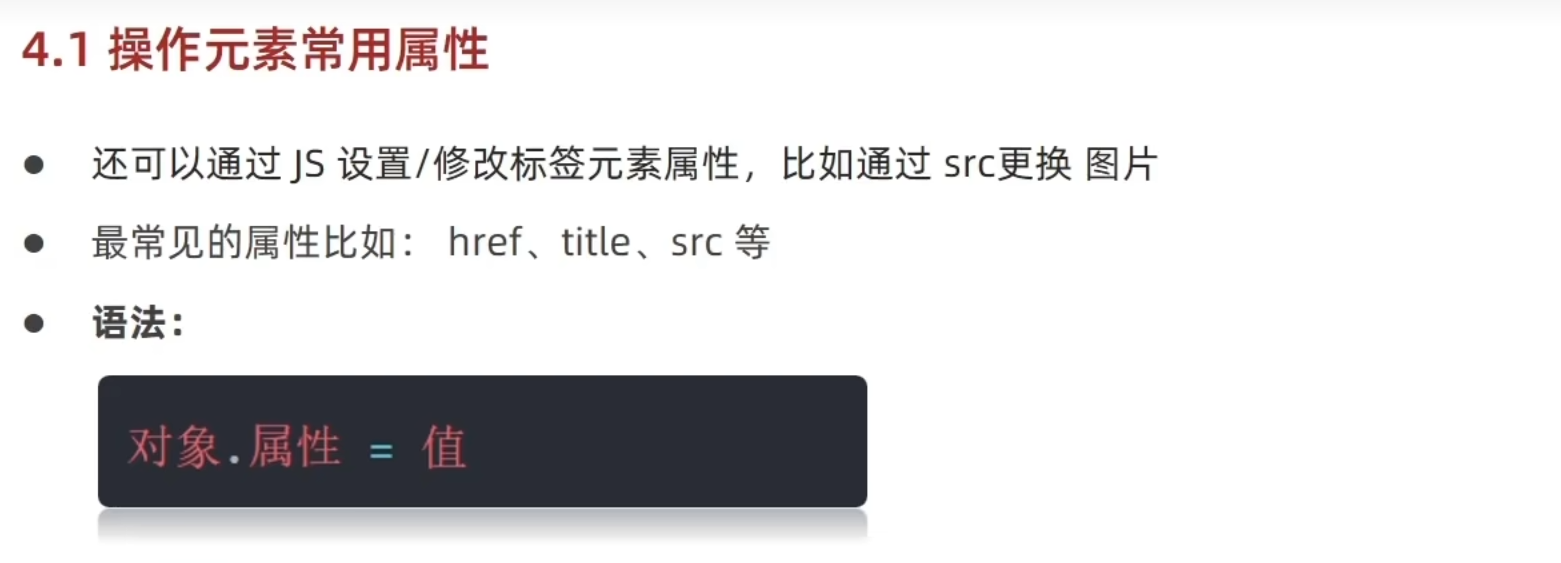 4.1 操作元素常用属性
● 还可以通过 JS 设置/修改标签元素属性，比如通过 src更换 图片
● 最常见的属性比如： href、title、src 等
● 语法：
对象.属性 = 值